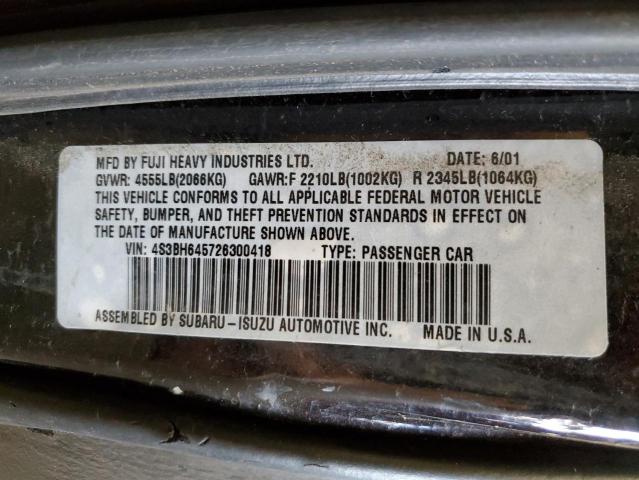 MFD BY FUJI HEAVY INDUSTRIES LTD. DATE: 6/01
GVWR: 4555LB(2066KG) GAWR:F 2210LB(1002KG) R 2345LB(1064KG)
THIS VEHICLE CONFORMS TO ALL APPLICABLE FEDERAL MOTOR VEHICLE
SAFETY, BUMPER, AND THEFT PREVENTION STANDARDS IN EFFECT ON
THE DATE OF MANUFACTURE SHOWN ABOVE.
VIN: 4S3BH645726300418 TYPE: PASSENGER CAR
ASSEMBLED BY SUBARU-ISUZU AUTOMOTIVE INC. MADE IN U.S.A.